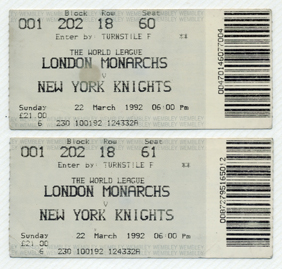 Block Row Seat
001 202 18 60
Enter by TURNSTILE F
THE WORLD LEAGUE
LONDON MONARCHS
v
NEW YORK KNIGHTS
Sunday 22 March 1992 06:00 Pm
£21.00
6 230 100192 124332A
00470146077004
Block Row Seat
001 202 18 61
Enter by TURNSTILE F
THE WORLD LEAGUE
LONDON MONARCHS
v
NEW YORK KNIGHTS
Sunday 22 March 1992 06:00 Pm
£21.00
6 230 100192 124332A
00872795165012